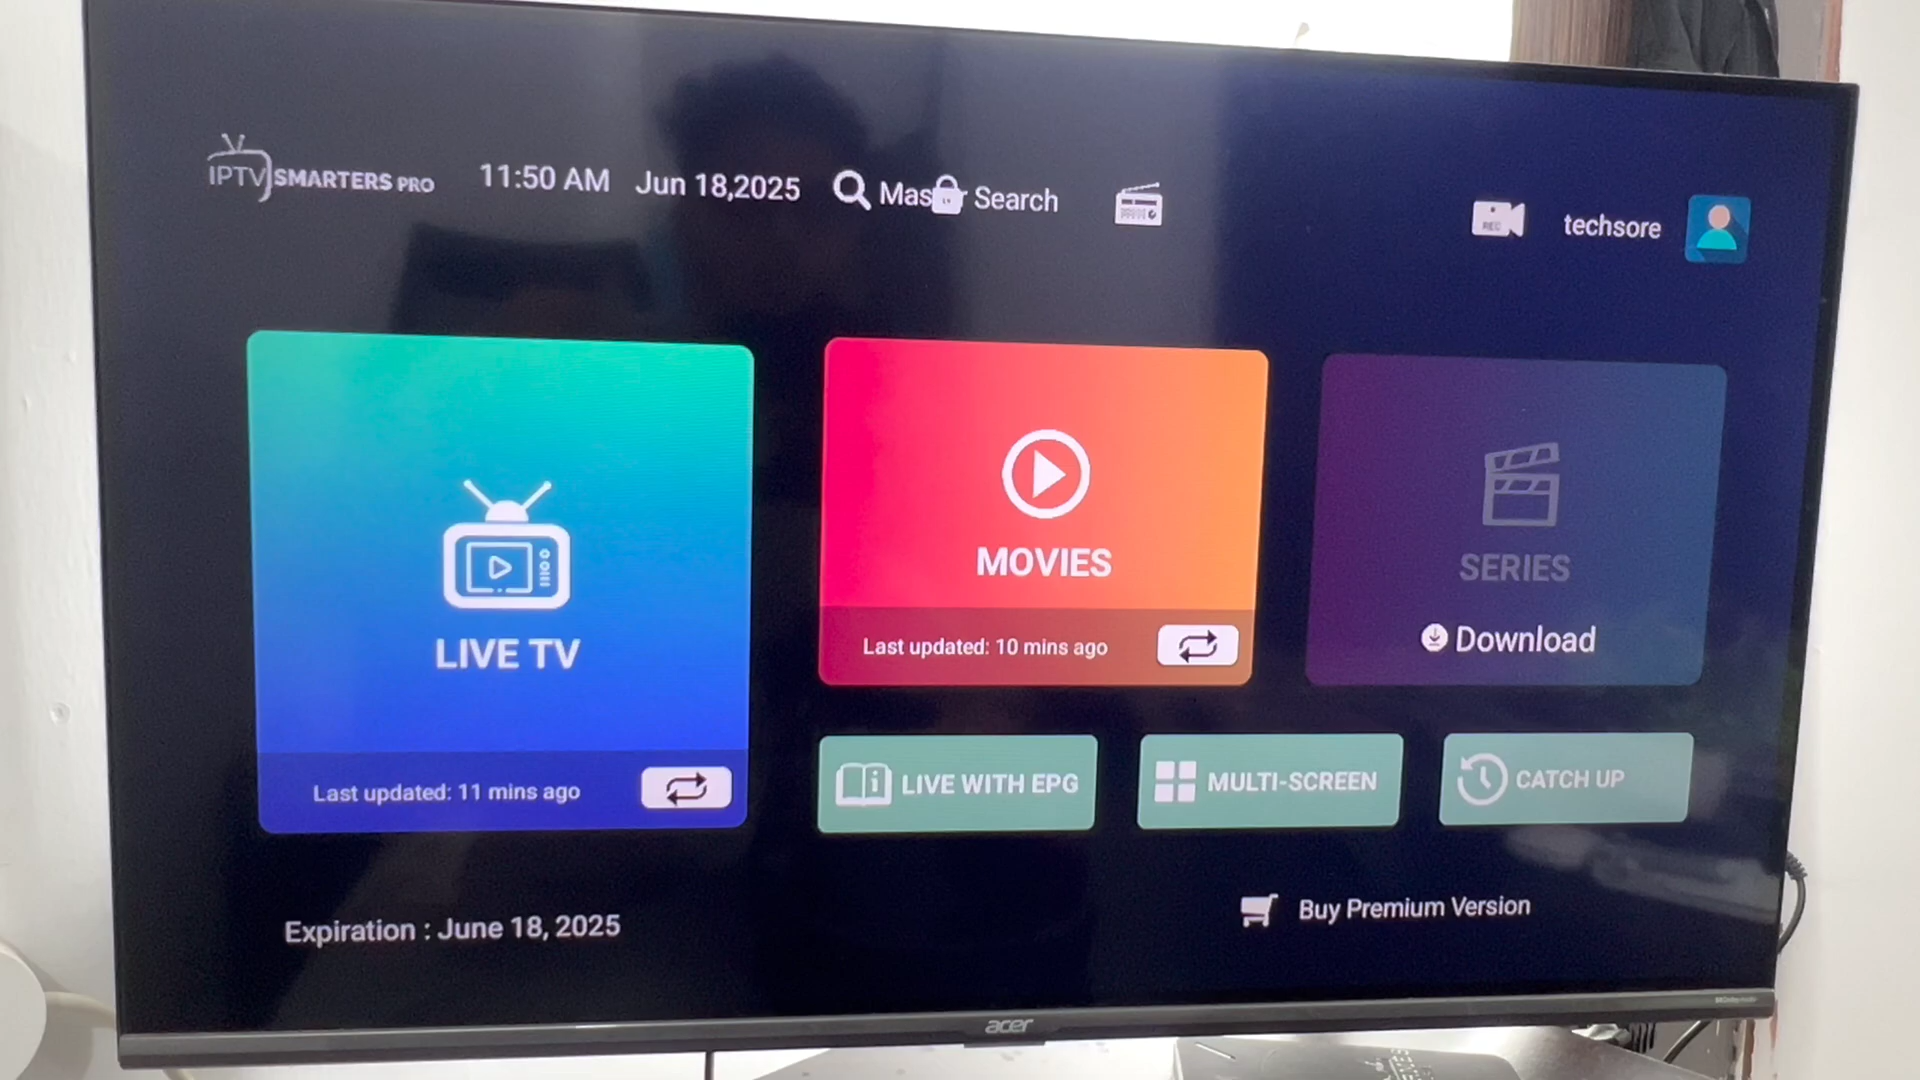 IPTV SMARTERS PRO
11:50 AM
Jun 18,2025
Search
REC
techsore
LIVE TV
Last updated: 11 mins ago
MOVIES
Last updated: 10 mins ago
SERIES
Download
LIVE WITH EPG
MULTI-SCREEN
CATCH UP
Expiration : June 18, 2025
Buy Premium Version
acer